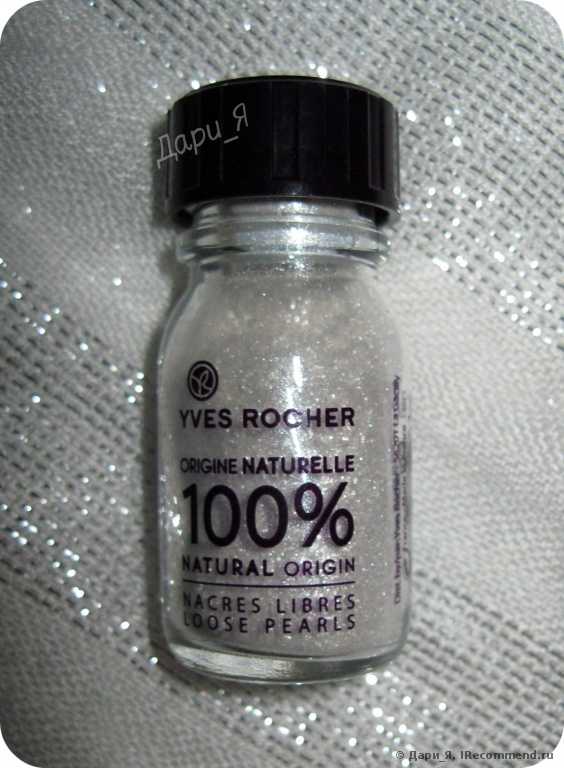 Дари_Я
YVES ROCHER
ORIGINE NATURELLE
100%
NATURAL ORIGIN
NACRES LIBRES
LOOSE PEARLS
© Дари Я, IRecommend.ru